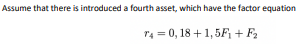 Assume that there is introduced a fourth asset, which have the factor equation
r₄ = 0, 18 + 1, 5F₁ + F₂